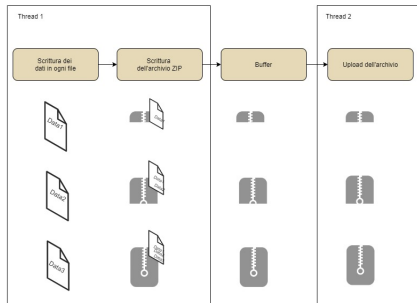 Thread 1
Thread 2
Scrittura dei
dati in ogni file
Scrittura
dell'archivio ZIP
Buffer
Upload dell'archivio
Data1
Data2
Data3